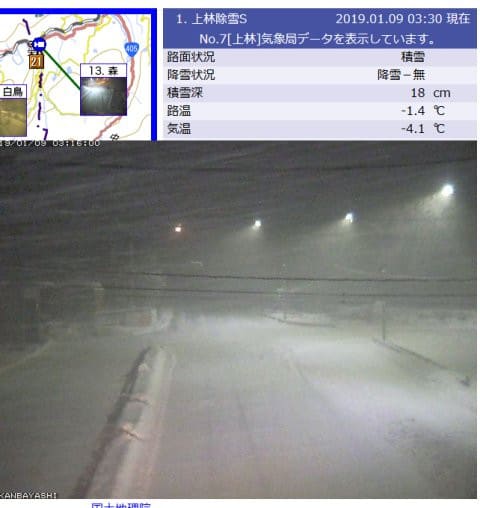 1. 上林除雪S 2019.01.09 03:30 現在
No.7[上林]気象局データを表示しています。
路面状況 積雪
降雪状況 降雪－無
積雪深 18 cm
路温 -1.4 ℃
気温 -4.1 ℃
405
21
13. 森
白鳥
19/01/09 03:16:00
KANBAYASHI
国土地理院